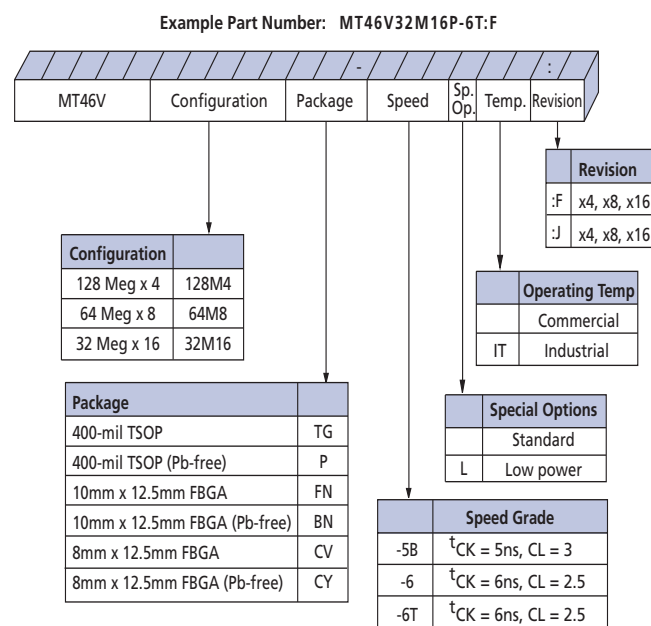 Example Part Number: MT46V32M16P-6T:F
- :
MT46V Configuration Package Speed Sp. Op. Temp. Revision
Revision
:F x4, x8, x16
:J x4, x8, x16
Configuration
128 Meg x 4 128M4
64 Meg x 8 64M8
32 Meg x 16 32M16
Operating Temp
Commercial
IT Industrial
Package
400-mil TSOP TG
400-mil TSOP (Pb-free) P
10mm x 12.5mm FBGA FN
10mm x 12.5mm FBGA (Pb-free) BN
8mm x 12.5mm FBGA CV
8mm x 12.5mm FBGA (Pb-free) CY
Special Options
Standard
L Low power
Speed Grade
-5B tCK = 5ns, CL = 3
-6 tCK = 6ns, CL = 2.5
-6T tCK = 6ns, CL = 2.5